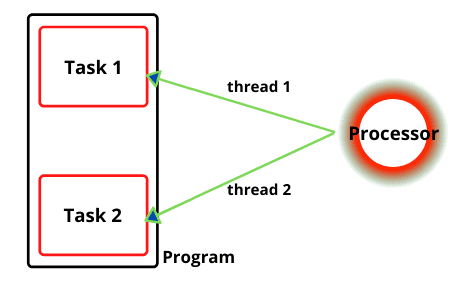 Task 1
thread 1
Processor
thread 2
Task 2
Program